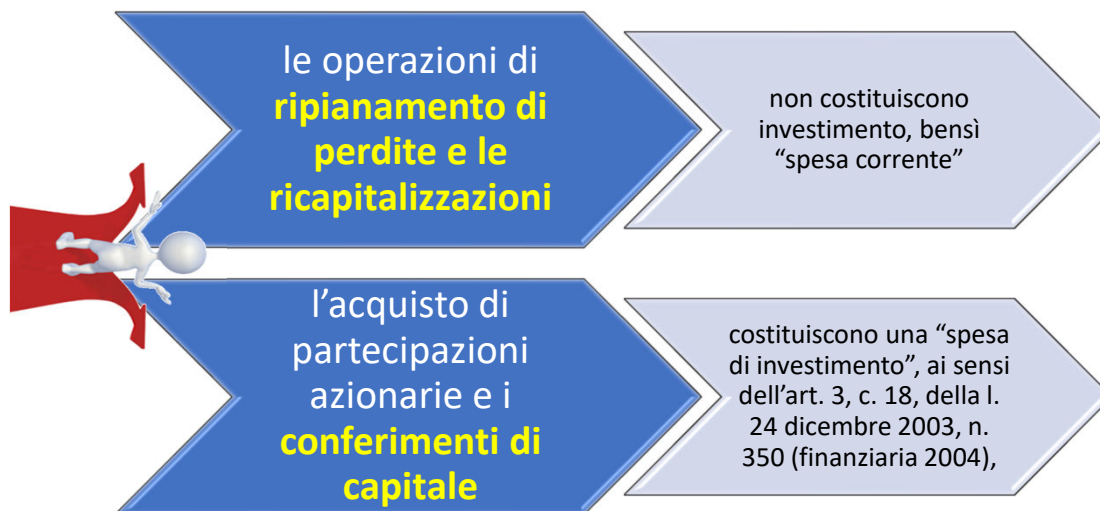 le operazioni di
ripianamento di
perdite e le
ricapitalizzazioni
non costituiscono
investimento, bensì
“spesa corrente”
l’acquisto di
partecipazioni
azionarie e i
conferimenti di
capitale
costituiscono una “spesa
di investimento”, ai sensi
dell’art. 3, c. 18, della l.
24 dicembre 2003, n.
350 (finanziaria 2004),